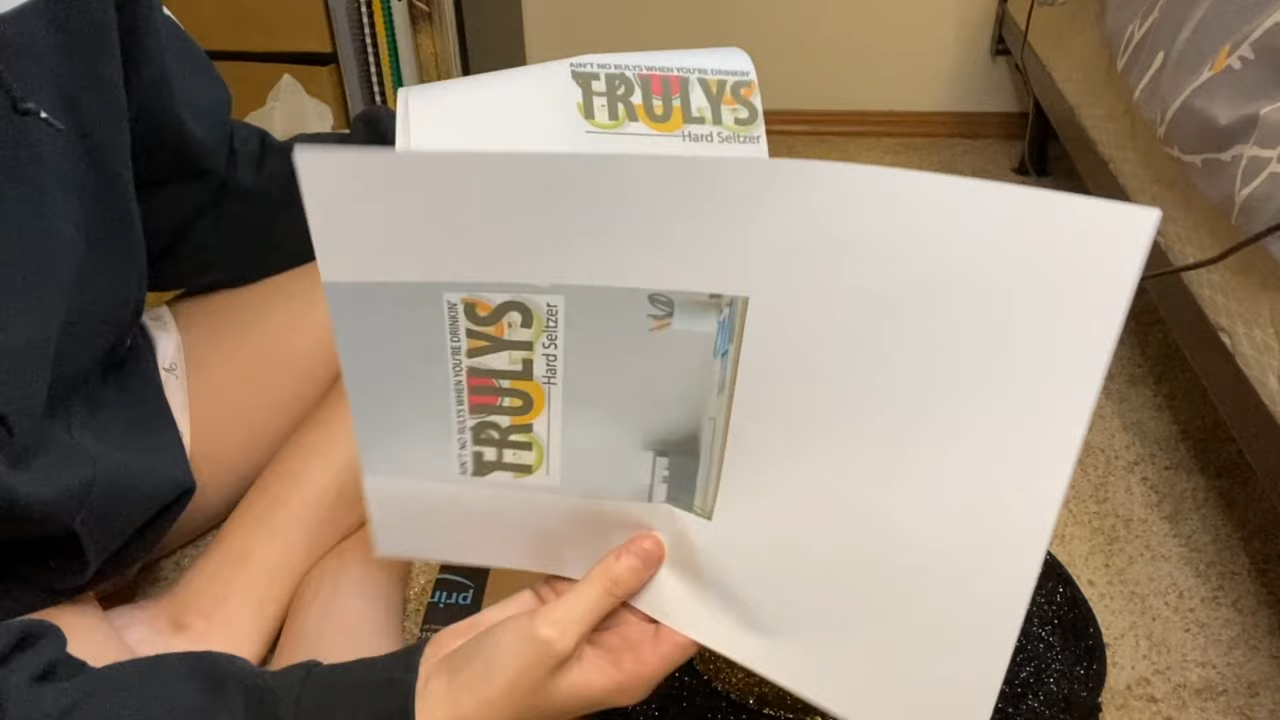 AIN'T NO RULYS WHEN YOU'RE DRINKIN'
TRULYS
Hard Seltzer
AIN'T NO RULYS WHEN YOU'RE DRINKIN'
TRULYS
Hard Seltzer
prin